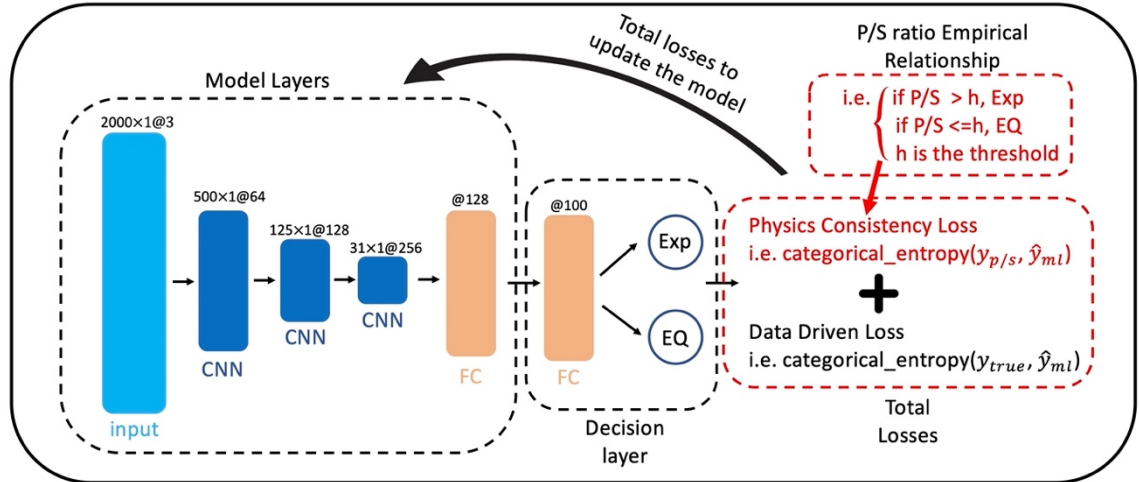 Model Layers
2000×1@3
500×1@64
125×1@128
31×1@256
@128
input
CNN
CNN
CNN
FC
@100
FC
Exp
EQ
Decision
layer
Total losses to
update the model
P/S ratio Empirical
Relationship
i.e. { if P/S > h, Exp
if P/S <=h, EQ
h is the threshold
Physics Consistency Loss
i.e. categorical_entropy(y_{p/s}, ŷ_{ml})
+
Data Driven Loss
i.e. categorical_entropy(y_{true}, ŷ_{ml})
Total
Losses